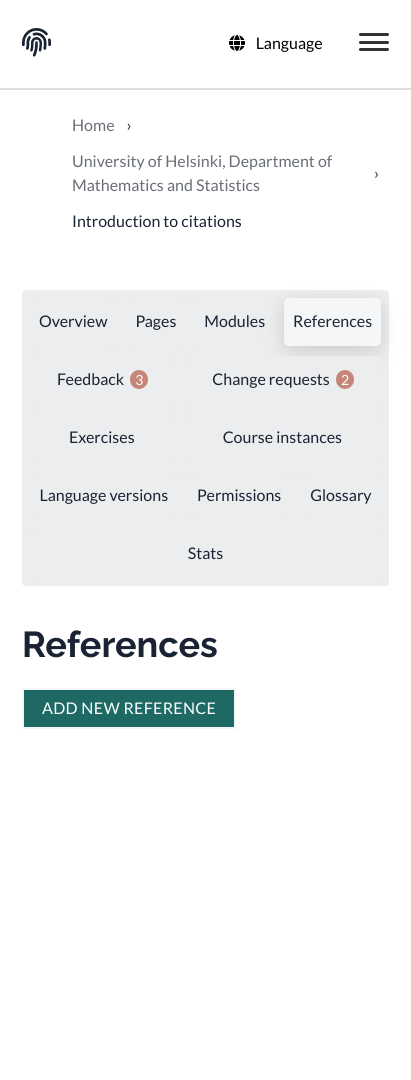 Language
Home ›
University of Helsinki, Department of
Mathematics and Statistics ›
Introduction to citations
Overview Pages Modules References
Feedback 3 Change requests 2
Exercises Course instances
Language versions Permissions Glossary
Stats
References
ADD NEW REFERENCE